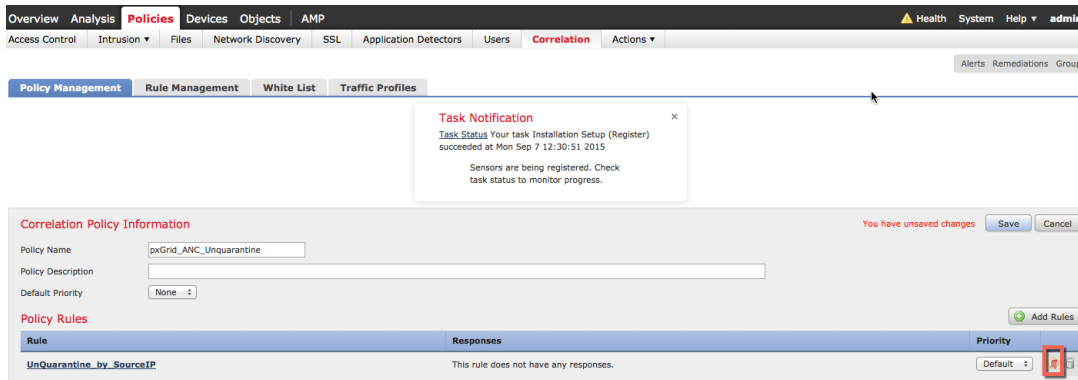 Overview Analysis Policies Devices Objects AMP Health System Help ▾ admin
Access Control Intrusion ▾ Files Network Discovery SSL Application Detectors Users Correlation Actions ▾
Alerts Remediations Group
Policy Management Rule Management White List Traffic Profiles
Task Notification ×
Task Status Your task Installation Setup (Register)
succeeded at Mon Sep 7 12:30:51 2015
Sensors are being registered. Check
task status to monitor progress.
Correlation Policy Information You have unsaved changes Save Cancel
Policy Name pxGrid_ANC_Unquarantine
Policy Description
Default Priority None
Policy Rules Add Rules
Rule Responses Priority
UnQuarantine_by_SourceIP This rule does not have any responses. Default